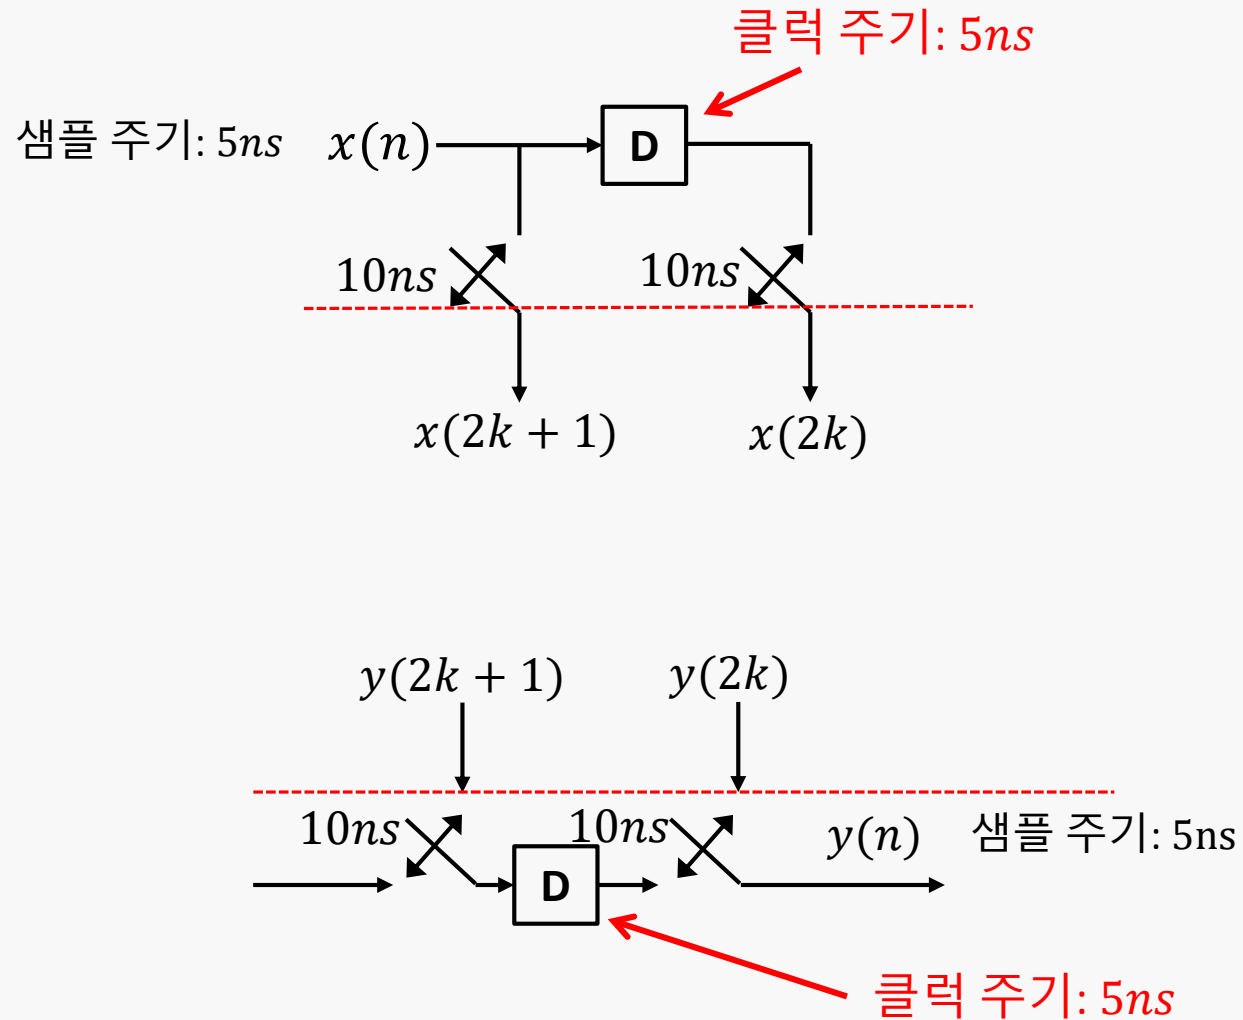 클럭 주기: 5ns
샘플 주기: 5ns x(n) D
10ns 10ns
x(2k + 1) x(2k)
y(2k + 1) y(2k)
10ns 10ns y(n) 샘플 주기: 5ns
D
클럭 주기: 5ns